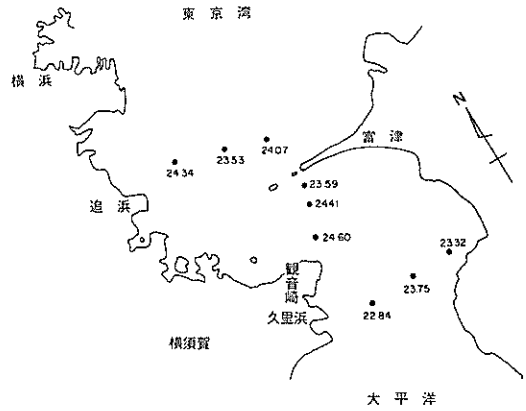 東京湾
横浜
N
富津
24.07
23.53
24.34
23.59
24.41
追浜
24.60
23.32
観音崎
23.75
久里浜
22.84
横須賀
大平洋